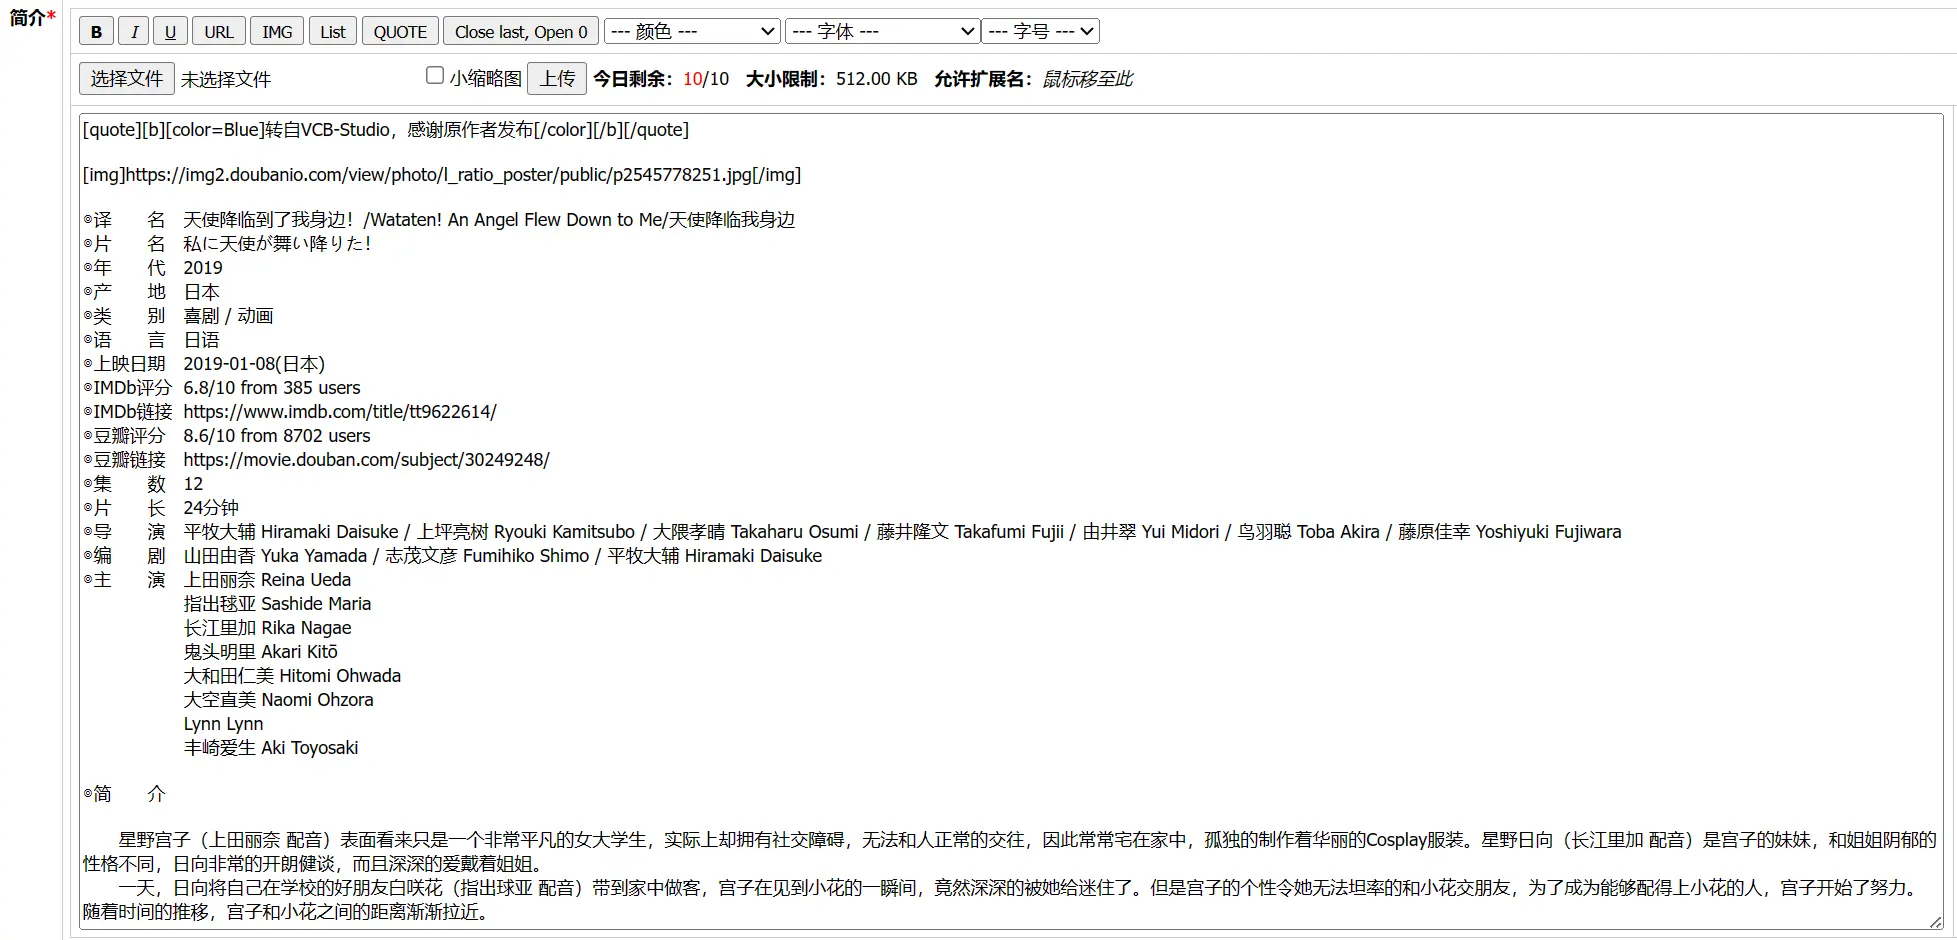 简介*
B I U URL IMG List QUOTE Close last, Open 0 --- 颜色 --- --- 字体 --- --- 字号 ---
选择文件 未选择文件 小缩略图 上传 今日剩余：10/10 大小限制：512.00 KB 允许扩展名：鼠标移至此
[quote][b][color=Blue]转自VCB-Studio，感谢原作者发布[/color][/b][/quote]
[img]https://img2.doubanio.com/view/photo/l_ratio_poster/public/p2545778251.jpg[/img]
◎译　　名　天使降临到了我身边！/Wataten! An Angel Flew Down to Me/天使降临我身边
◎片　　名　私に天使が舞い降りた！
◎年　　代　2019
◎产　　地　日本
◎类　　别　喜剧 / 动画
◎语　　言　日语
◎上映日期　2019-01-08(日本)
◎IMDb评分　6.8/10 from 385 users
◎IMDb链接　https://www.imdb.com/title/tt9622614/
◎豆瓣评分　8.6/10 from 8702 users
◎豆瓣链接　https://movie.douban.com/subject/30249248/
◎集　　数　12
◎片　　长　24分钟
◎导　　演　平牧大辅 Hiramaki Daisuke / 上坪亮树 Ryouki Kamitsubo / 大隈孝晴 Takaharu Osumi / 藤井隆文 Takafumi Fujii / 由井翠 Yui Midori / 鸟羽聪 Toba Akira / 藤原佳幸 Yoshiyuki Fujiwara
◎编　　剧　山田由香 Yuka Yamada / 志茂文彦 Fumihiko Shimo / 平牧大辅 Hiramaki Daisuke
◎主　　演　上田丽奈 Reina Ueda
指出毬亚 Sashide Maria
长江里加 Rika Nagae
鬼头明里 Akari Kitō
大和田仁美 Hitomi Ohwada
大空直美 Naomi Ohzora
Lynn Lynn
丰崎爱生 Aki Toyosaki
◎简　　介
星野宫子（上田丽奈 配音）表面看来只是一个非常平凡的女大学生，实际上却拥有社交障碍，无法和人正常的交往，因此常常宅在家中，孤独的制作着华丽的Cosplay服装。星野日向（长江里加 配音）是宫子的妹妹，和姐姐阴郁的
性格不同，日向非常的开朗健谈，而且深深的爱戴着姐姐。
一天，日向将自己在学校的好朋友白咲花（指出球亚 配音）带到家中做客，宫子在见到小花的一瞬间，竟然深深的被她给迷住了。但是宫子的个性令她无法坦率的和小花交朋友，为了成为能够配得上小花的人，宫子开始了努力。
随着时间的推移，宫子和小花之间的距离渐渐拉近。